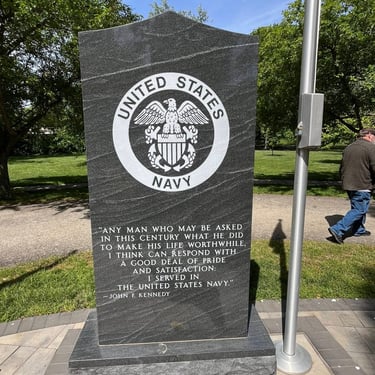 UNITED STATES
NAVY
"ANY MAN WHO MAY BE ASKED
IN THIS CENTURY WHAT HE DID
TO MAKE HIS LIFE WORTHWHILE,
I THINK CAN RESPOND WITH
A GOOD DEAL OF PRIDE
AND SATISFACTION:
I SERVED IN
THE UNITED STATES NAVY."
—JOHN F. KENNEDY